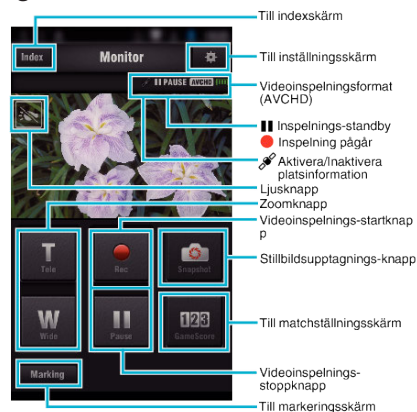 Till indexskärm
Index
Monitor
Till inställningsskärm
II PAUSE AVCHD
Videoinspelningsformat
(AVCHD)
Inspelnings-standby
Inspelning pågår
Aktivera/Inaktivera
platsinformation
Ljusknapp
Zoomknapp
Videoinspelnings-startknap
p
T
Tele
Rec
Snapshot
Stillbildsupptagnings-knapp
W
Wide
Pause
123
GameScore
Till matchställningsskärm
Marking
Videoinspelnings-
stoppknapp
Till markeringsskärm